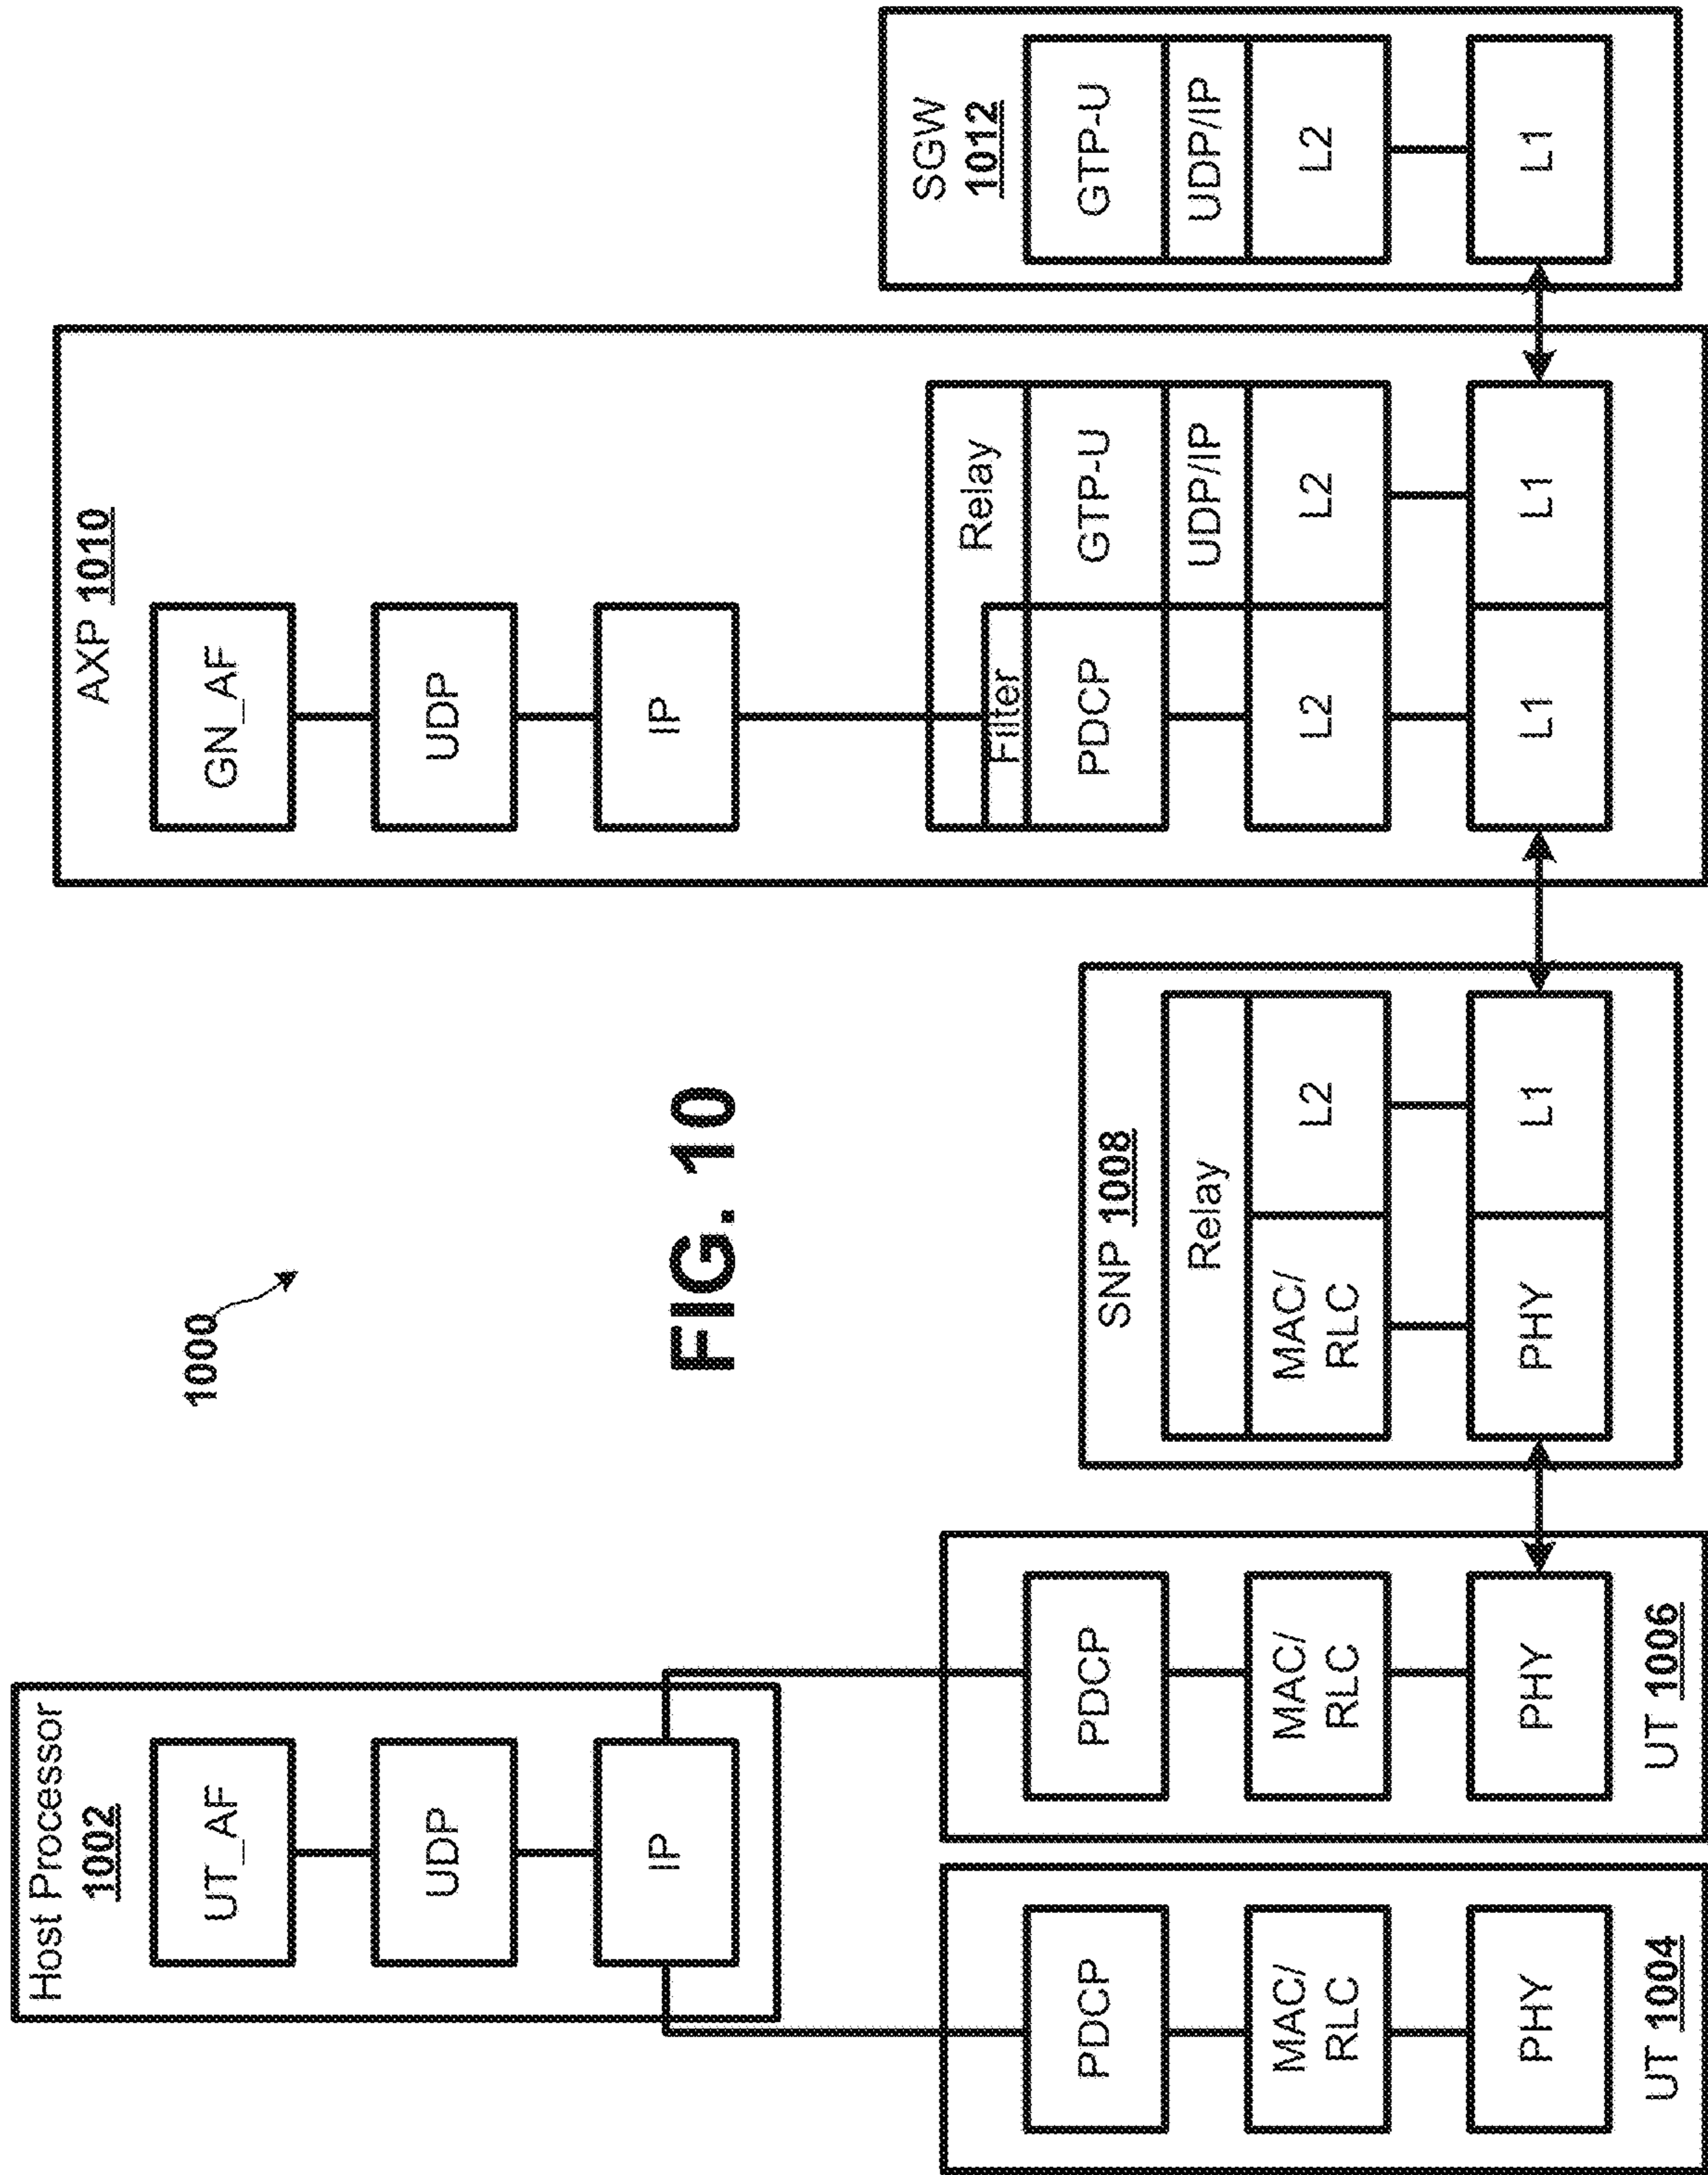 1000
Host Processor
1002
UT_AF
UDP
IP
PDCP
MAC/
RLC
PHY
UT 1004
PDCP
MAC/
RLC
PHY
UT 1006
SNP 1008
Relay
MAC/
RLC
L2
PHY
L1
AXP 1010
GN_AF
UDP
IP
Relay
Filter
PDCP
GTP-U
UDP/IP
L2
L2
L1
L1
SGW
1012
GTP-U
UDP/IP
L2
L1
FIG. 10